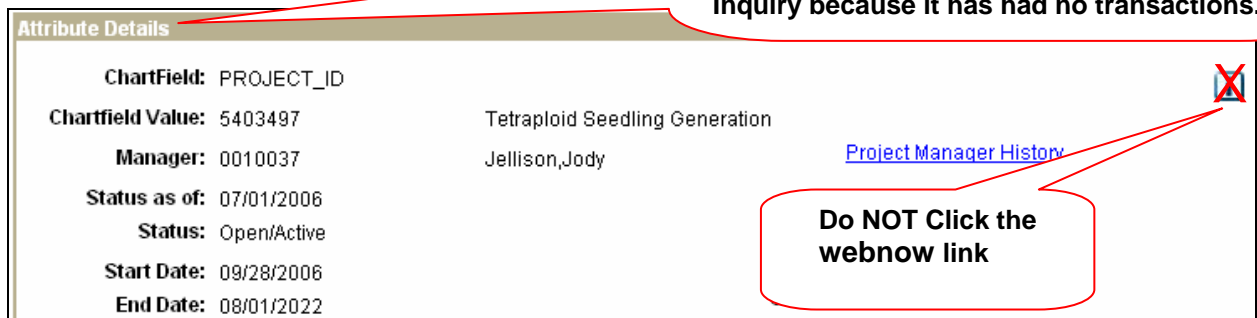 Inquiry because it has had no transactions.
Attribute Details
ChartField: PROJECT_ID
Chartfield Value: 5403497 Tetraploid Seedling Generation
Manager: 0010037 Jellison,Jody Project Manager History
Status as of: 07/01/2006
Status: Open/Active
Start Date: 09/28/2006
End Date: 08/01/2022
X
Do NOT Click the
webnow link